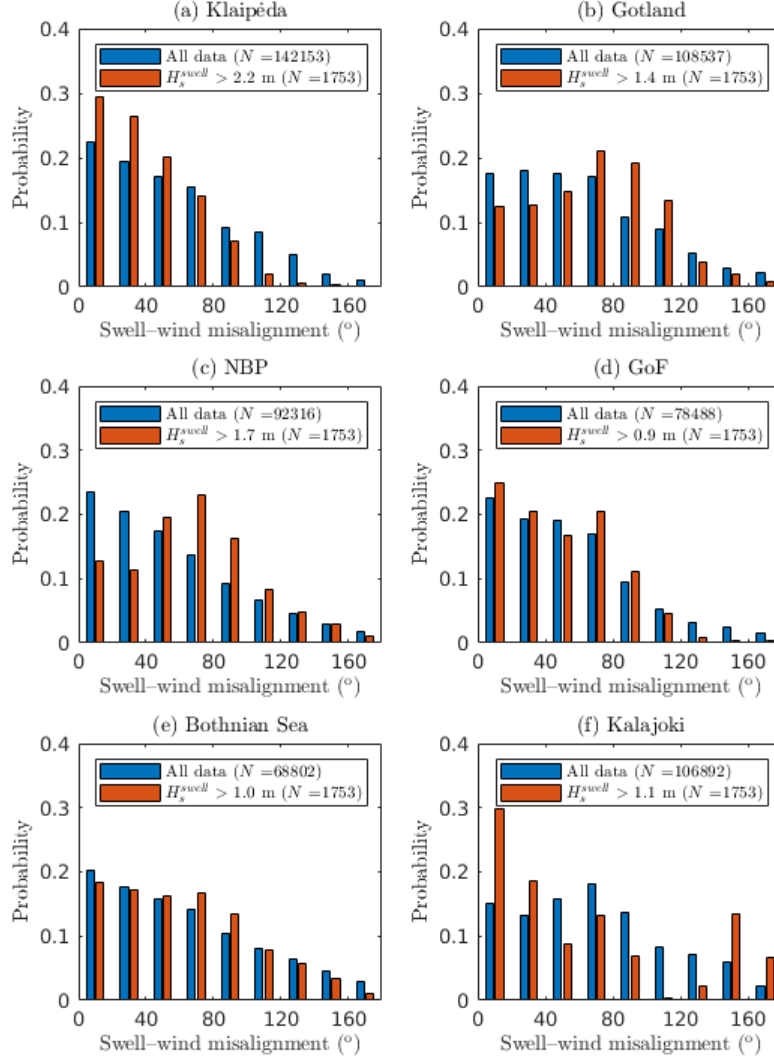 (a) Klaipėda
0.4
0.3
0.2
0.1
0
Probability
All data (N =142153)
H_s^{swell} > 2.2 m (N =1753)
0 40 80 120 160
Swell–wind misalignment (°)
(b) Gotland
0.4
0.3
0.2
0.1
0
Probability
All data (N =108537)
H_s^{swell} > 1.4 m (N =1753)
0 40 80 120 160
Swell–wind misalignment (°)
(c) NBP
0.4
0.3
0.2
0.1
0
Probability
All data (N =92316)
H_s^{swell} > 1.7 m (N =1753)
0 40 80 120 160
Swell–wind misalignment (°)
(d) GoF
0.4
0.3
0.2
0.1
0
Probability
All data (N =78488)
H_s^{swell} > 0.9 m (N =1753)
0 40 80 120 160
Swell–wind misalignment (°)
(e) Bothnian Sea
0.4
0.3
0.2
0.1
0
Probability
All data (N =68802)
H_s^{swell} > 1.0 m (N =1753)
0 40 80 120 160
Swell–wind misalignment (°)
(f) Kalajoki
0.4
0.3
0.2
0.1
0
Probability
All data (N =106892)
H_s^{swell} > 1.1 m (N =1753)
0 40 80 120 160
Swell–wind misalignment (°)